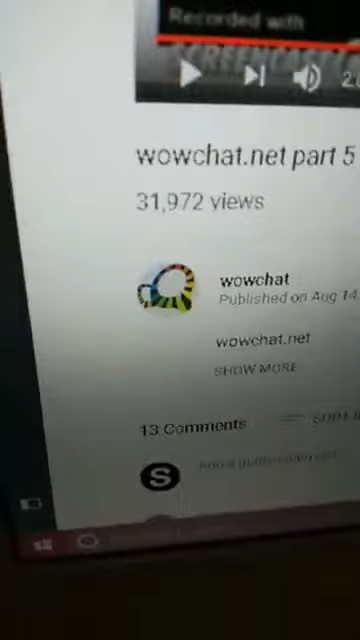 Recorded with
SCREENCAST
wowchat.net part 5
31,972 views
wowchat
Published on Aug 14
wowchat.net
SHOW MORE
13 Comments
S